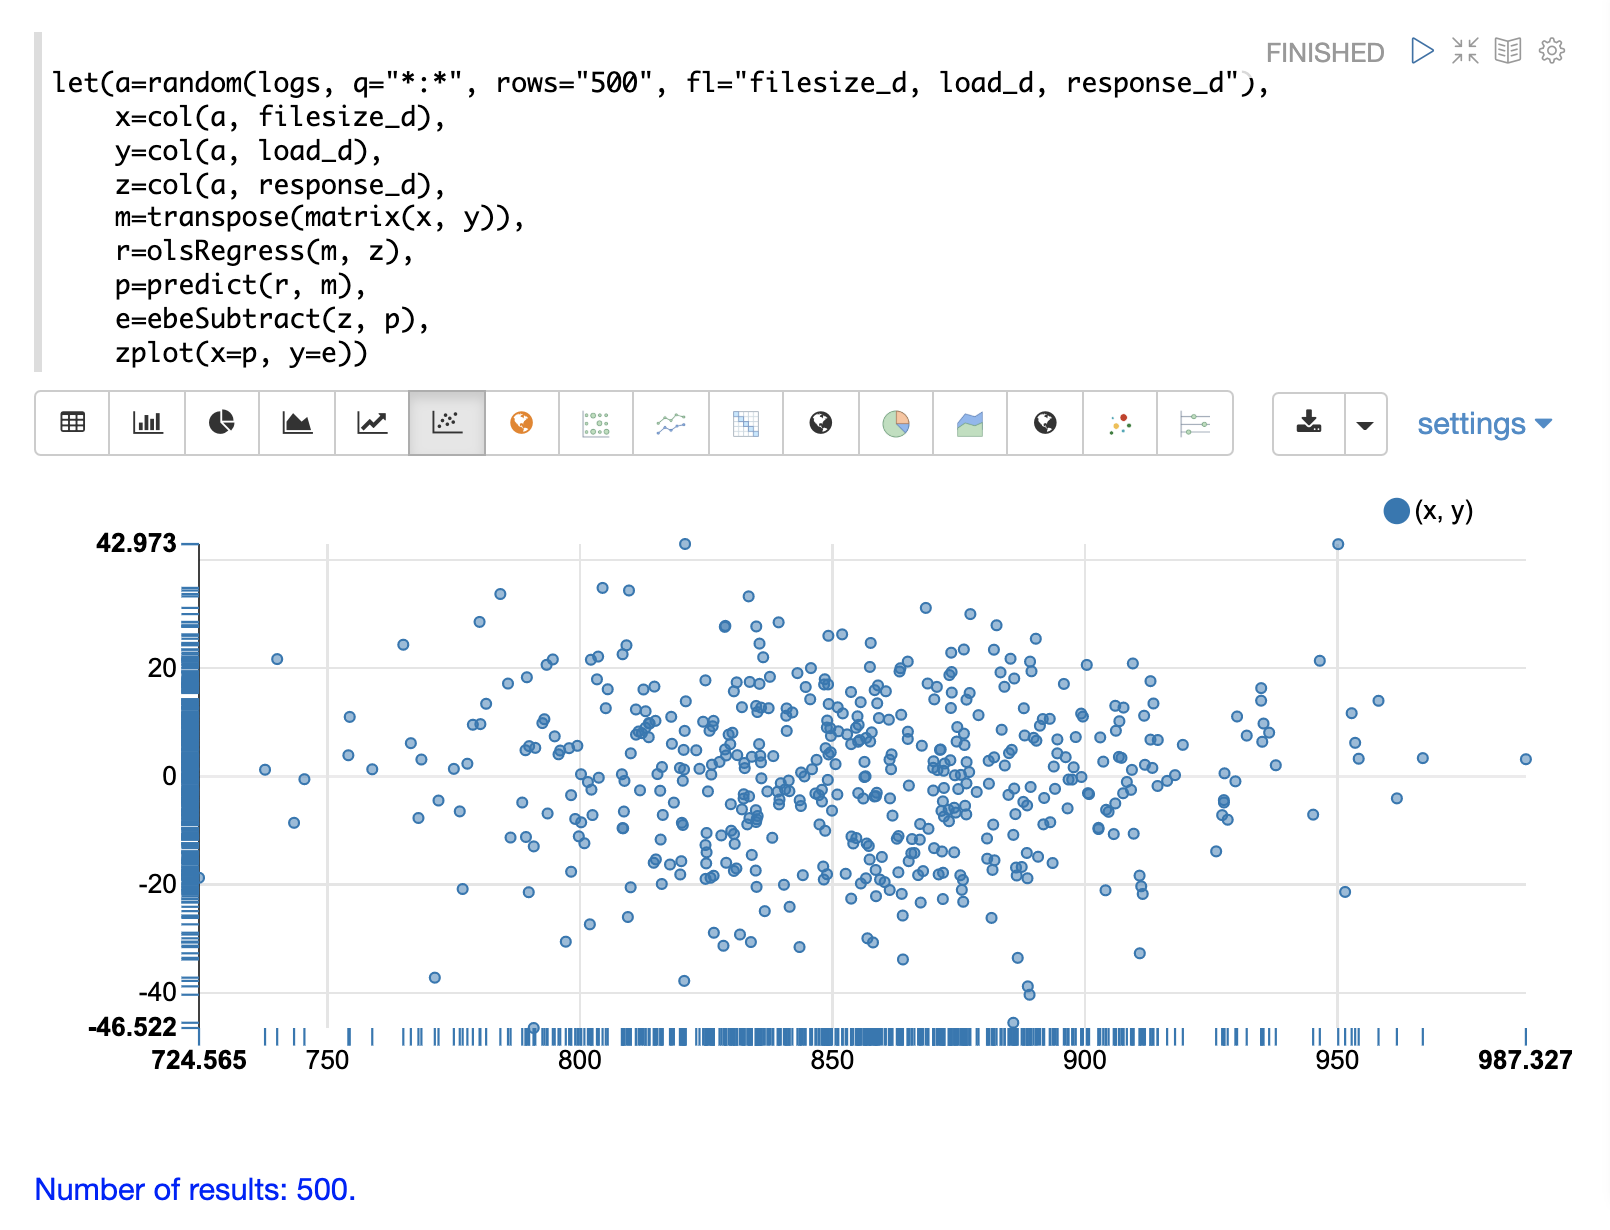 FINISHED
let(a=random(logs, q="*:*", rows="500", fl="filesize_d, load_d, response_d"),
x=col(a, filesize_d),
y=col(a, load_d),
z=col(a, response_d),
m=transpose(matrix(x, y)),
r=olsRegress(m, z),
p=predict(r, m),
e=ebeSubtract(z, p),
zplot(x=p, y=e))
settings
(x, y)
42.973
20
0
-20
-40
-46.522
724.565 750 800 850 900 950 987.327
Number of results: 500.